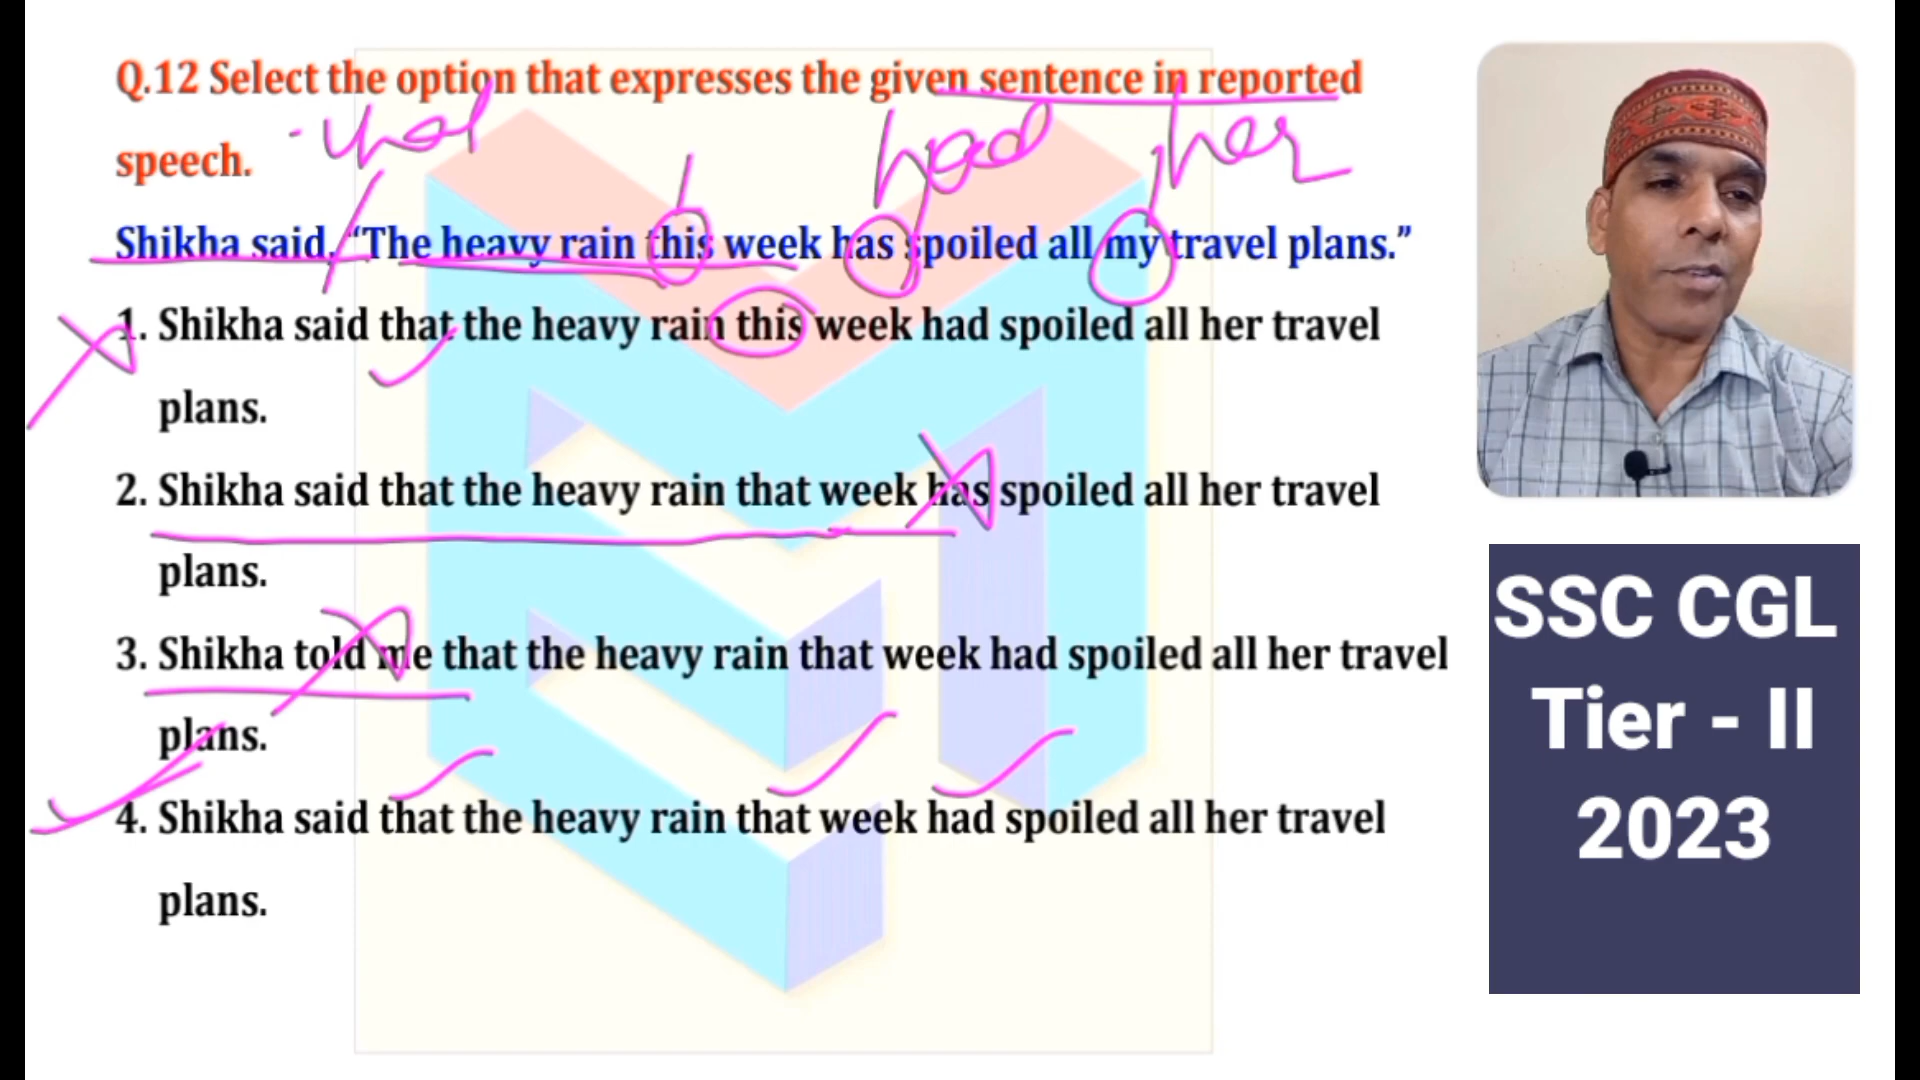 Q.12 Select the option that expresses the given sentence in reported
speech.
that had her
Shikha said, “The heavy rain this week has spoiled all my travel plans.”
1. Shikha said that the heavy rain this week had spoiled all her travel
plans.
2. Shikha said that the heavy rain that week has spoiled all her travel
plans.
3. Shikha told me that the heavy rain that week had spoiled all her travel
plans.
4. Shikha said that the heavy rain that week had spoiled all her travel
plans.
SSC CGL
Tier - II
2023